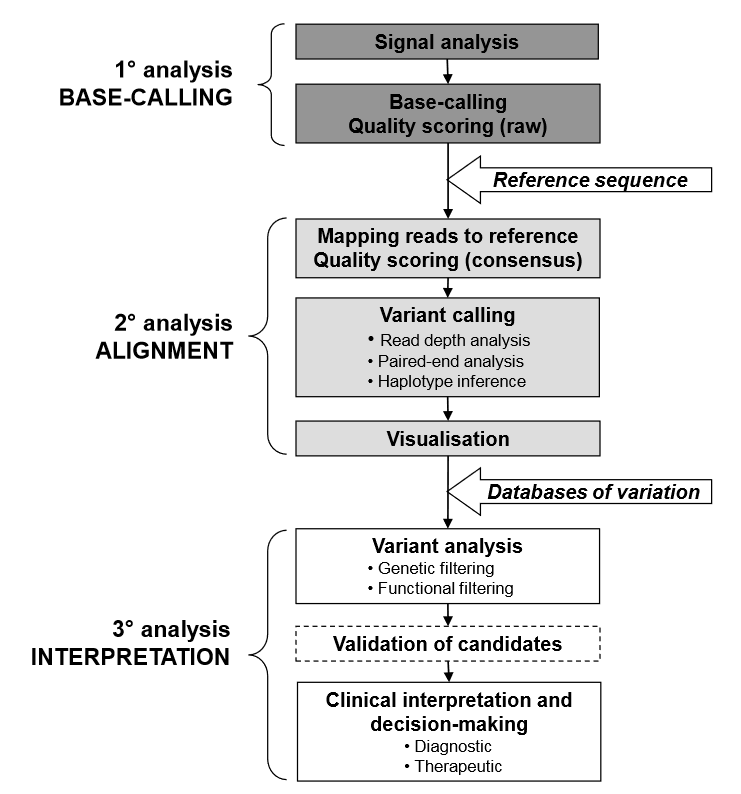 Signal analysis
1° analysis
BASE-CALLING
Base-calling
Quality scoring (raw)
Reference sequence
Mapping reads to reference
Quality scoring (consensus)
2° analysis
ALIGNMENT
Variant calling
• Read depth analysis
• Paired-end analysis
• Haplotype inference
Visualisation
Databases of variation
Variant analysis
• Genetic filtering
• Functional filtering
3° analysis
INTERPRETATION
Validation of candidates
Clinical interpretation and
decision-making
• Diagnostic
• Therapeutic